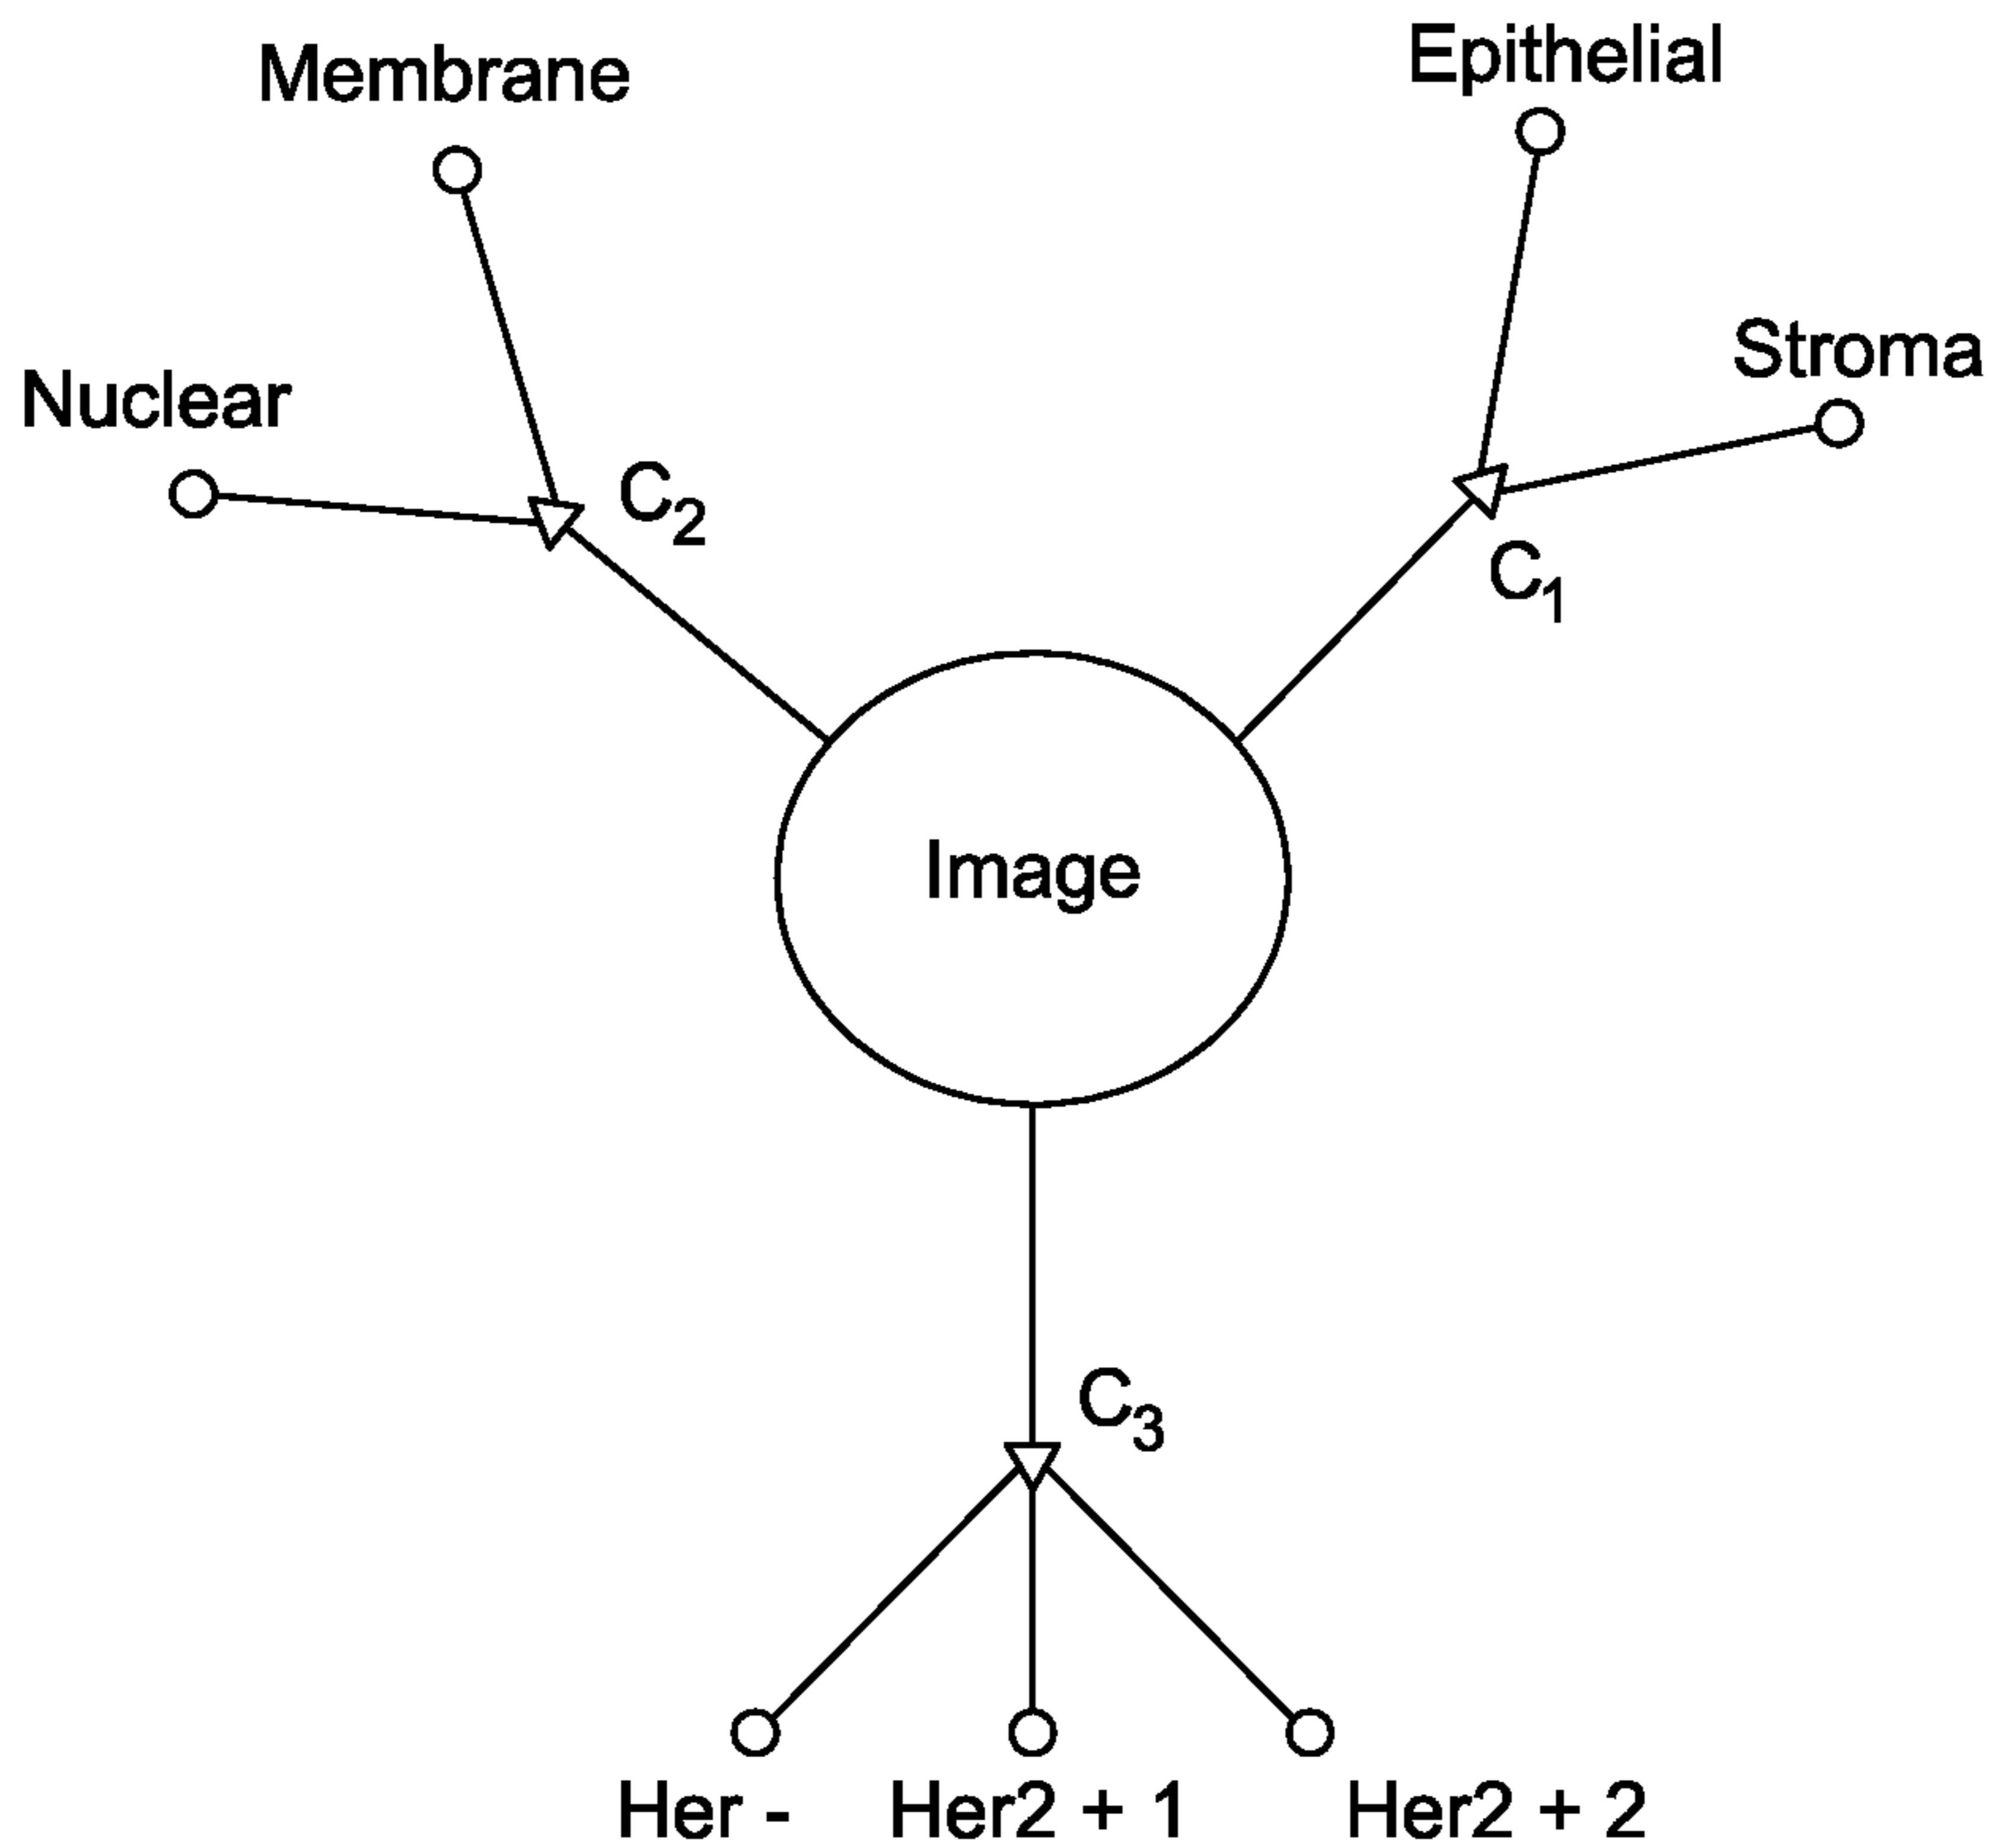 Membrane
Epithelial
Stroma
Nuclear
C2
C1
Image
C3
Her -
Her2 + 1
Her2 + 2